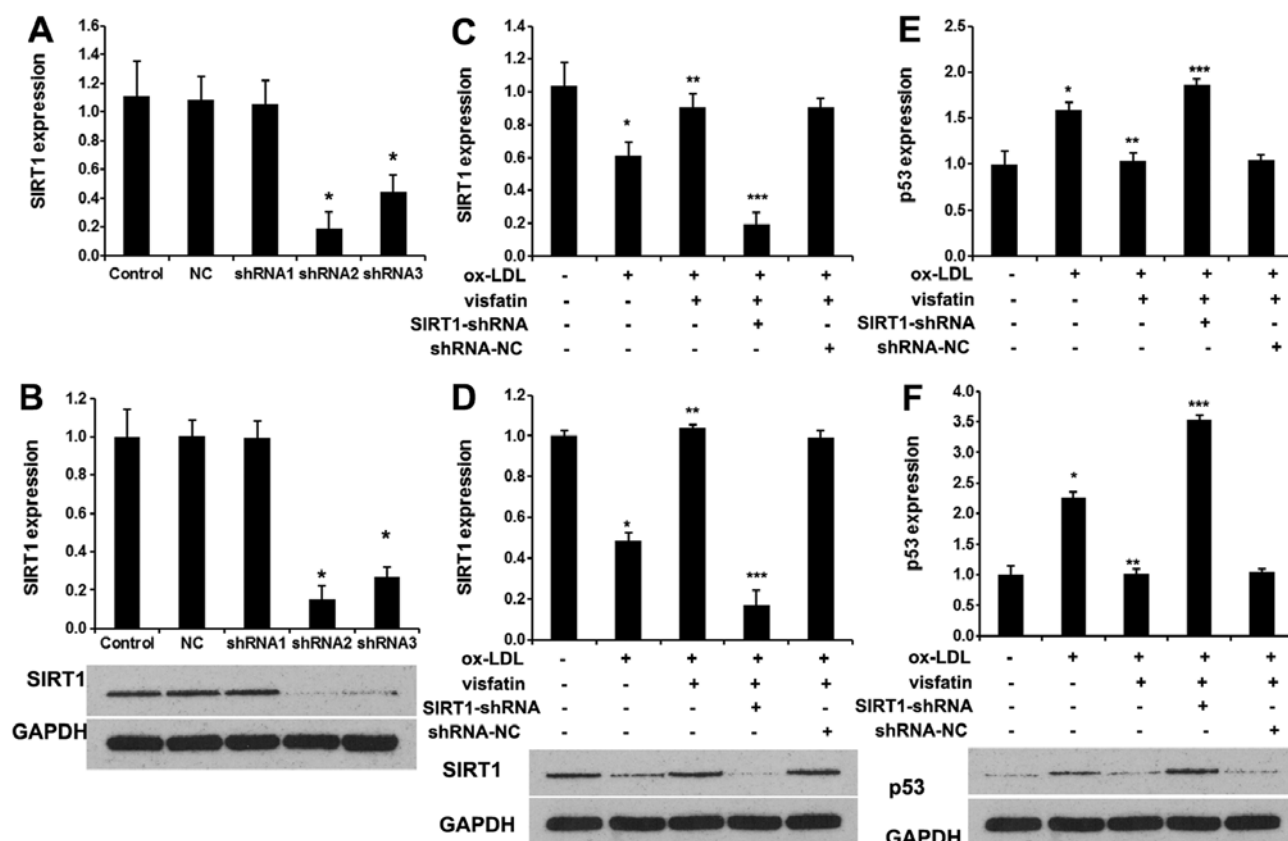 A
SIRT1 expression
1.6
1.4
1.2
1.0
0.8
0.6
0.4
0.2
0.0
*
*
Control NC shRNA1 shRNA2 shRNA3
B
SIRT1 expression
1.2
1.0
0.8
0.6
0.4
0.2
0.0
*
*
Control NC shRNA1 shRNA2 shRNA3
SIRT1
GAPDH
C
SIRT1 expression
1.4
1.2
1.0
0.8
0.6
0.4
0.2
0.0
*
**
***
ox-LDL - + + + +
visfatin - - + + +
SIRT1-shRNA - - - + -
shRNA-NC - - - - +
D
SIRT1 expression
1.2
1.0
0.8
0.6
0.4
0.2
0.0
*
**
***
ox-LDL - + + + +
visfatin - - + + +
SIRT1-shRNA - - - + -
shRNA-NC - - - - +
SIRT1
GAPDH
E
p53 expression
2.5
2.0
1.5
1.0
0.5
0.0
*
**
***
ox-LDL - + + + +
visfatin - - + + +
SIRT1-shRNA - - - + -
shRNA-NC - - - - +
F
p53 expression
4.0
3.5
3.0
2.5
2.0
1.5
1.0
0.5
0.0
*
**
***
ox-LDL - + + + +
visfatin - - + + +
SIRT1-shRNA - - - + -
shRNA-NC - - - - +
p53
GAPDH